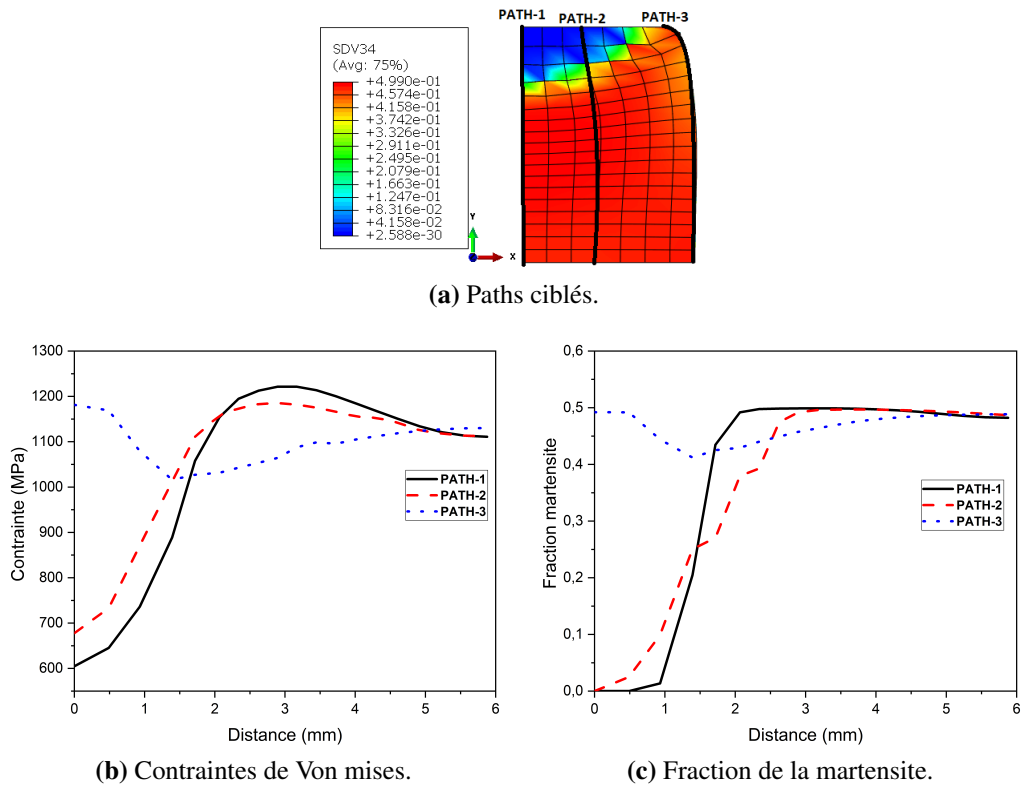 PATH-1 PATH-2 PATH-3
SDV34
(Avg: 75%)
+4.990e-01
+4.574e-01
+4.158e-01
+3.742e-01
+3.326e-01
+2.911e-01
+2.495e-01
+2.079e-01
+1.663e-01
+1.247e-01
+8.316e-02
+4.158e-02
+2.588e-30
Y
X
(a) Paths ciblés.
1300
1200
1100
1000
900
800
700
600
Contrainte (MPa)
PATH-1
PATH-2
PATH-3
0 1 2 3 4 5 6
Distance (mm)
(b) Contraintes de Von mises.
0,6
0,5
0,4
0,3
0,2
0,1
0,0
Fraction martensite
PATH-1
PATH-2
PATH-3
0 1 2 3 4 5 6
Distance (mm)
(c) Fraction de la martensite.